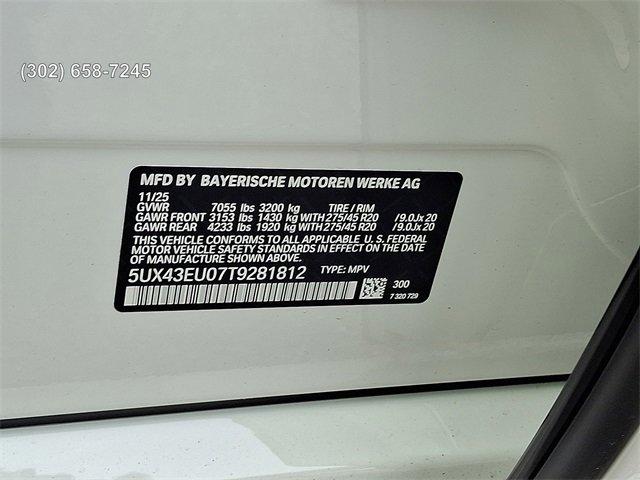 (302) 658-7245
MFD BY BAYERISCHE MOTOREN WERKE AG
11/25
GVWR 7055 lbs 3200 kg TIRE / RIM
GAWR FRONT 3153 lbs 1430 kg WITH 275/45 R20 /9.0Jx 20
GAWR REAR 4233 lbs 1920 kg WITH 275/45 R20 /9.0Jx 20
THIS VEHICLE CONFORMS TO ALL APPLICABLE U. S. FEDERAL
MOTOR VEHICLE SAFETY STANDARDS IN EFFECT ON THE DATE
OF MANUFACTURE SHOWN ABOVE.
5UX43EU07T9281812 TYPE: MPV
300
7 320 729